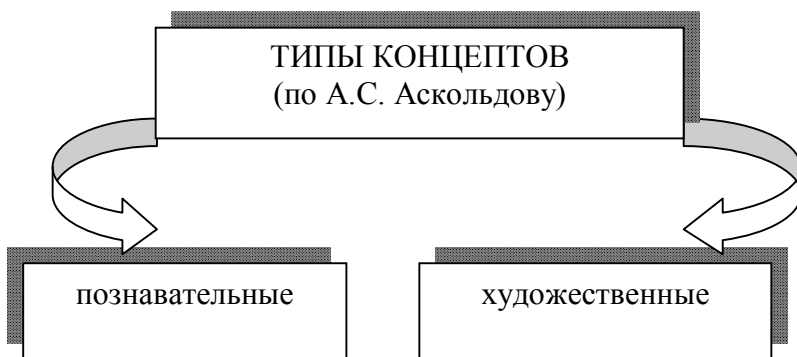 ТИПЫ КОНЦЕПТОВ
(по А.С. Аскольдову)
познавательные
художественные